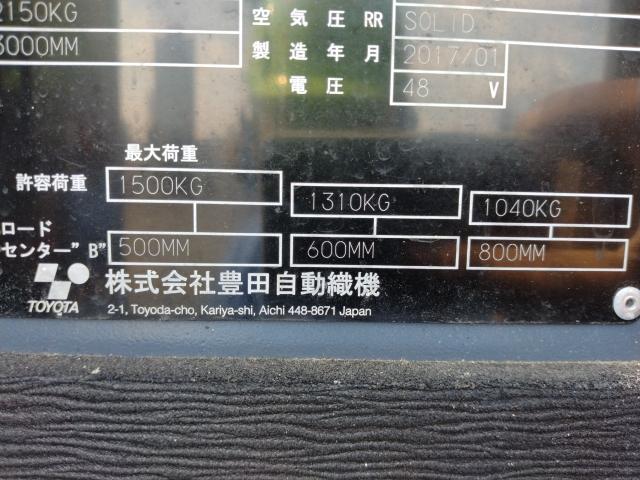 2150KG
空気圧RR SOLID
3000MM
製造年月 2017/01
電圧 48 V
最大荷重
許容荷重 1500KG 1310KG 1040KG
ロード
センター"B" 500MM 600MM 800MM
TOYOTA
株式会社豊田自動織機
2-1, Toyoda-cho, Kariya-shi, Aichi 448-8671 Japan